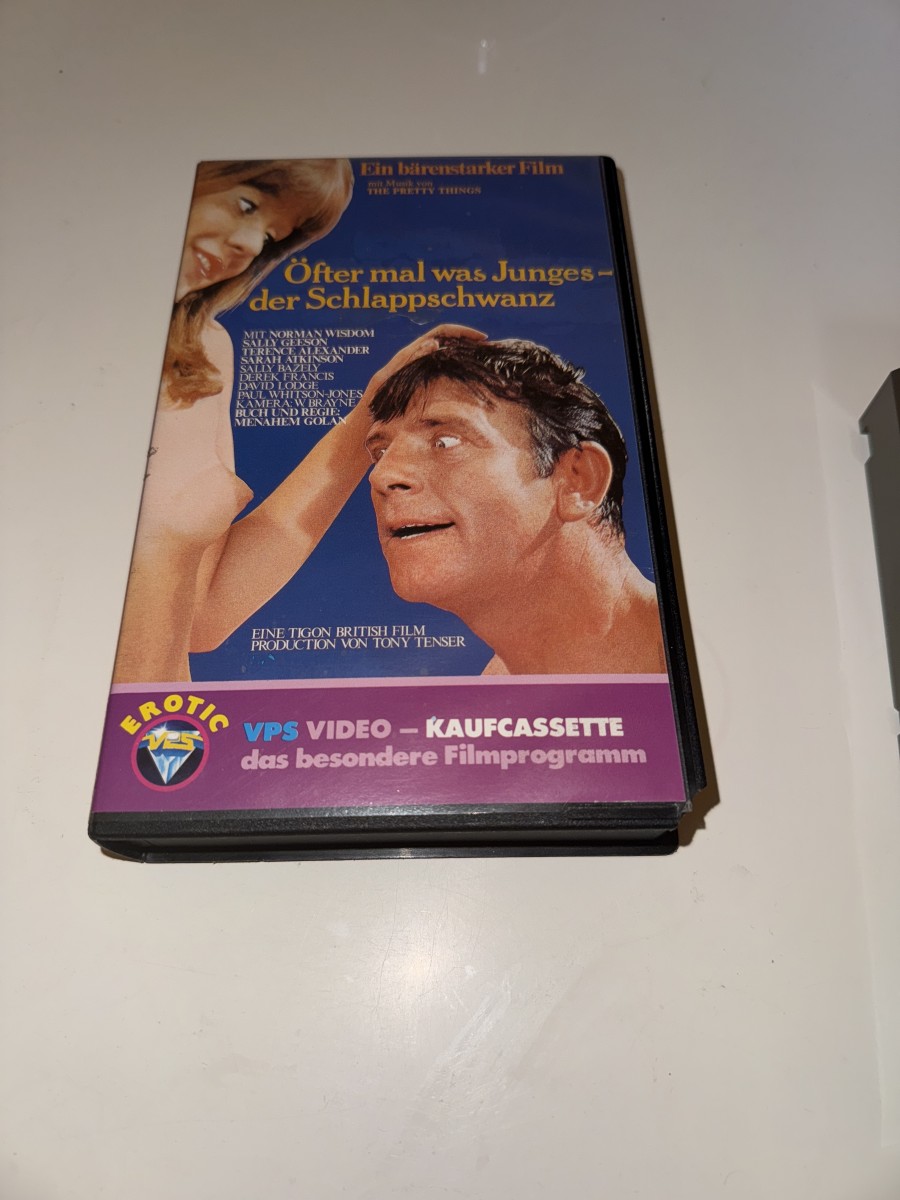 Ein bärenstarker Film
mit Musik von
THE PRETTY THINGS
Öfter mal was Junges -
der Schlappschwanz
MIT NORMAN WISDOM
SALLY GEESON
TERENCE ALEXANDER
SARAH ATKINSON
SALLY BAZELY
DEREK FRANCIS
DAVID LODGE
PAUL WHITSON-JONES
KAMERA: W. BRAYNE
BUCH UND REGIE:
MENAHEM GOLAN
EINE TIGON BRITISH FILM
PRODUCTION VON TONY TENSER
EROTIC
VPS
VPS VIDEO – KAUFCASSETTE
das besondere Filmprogramm